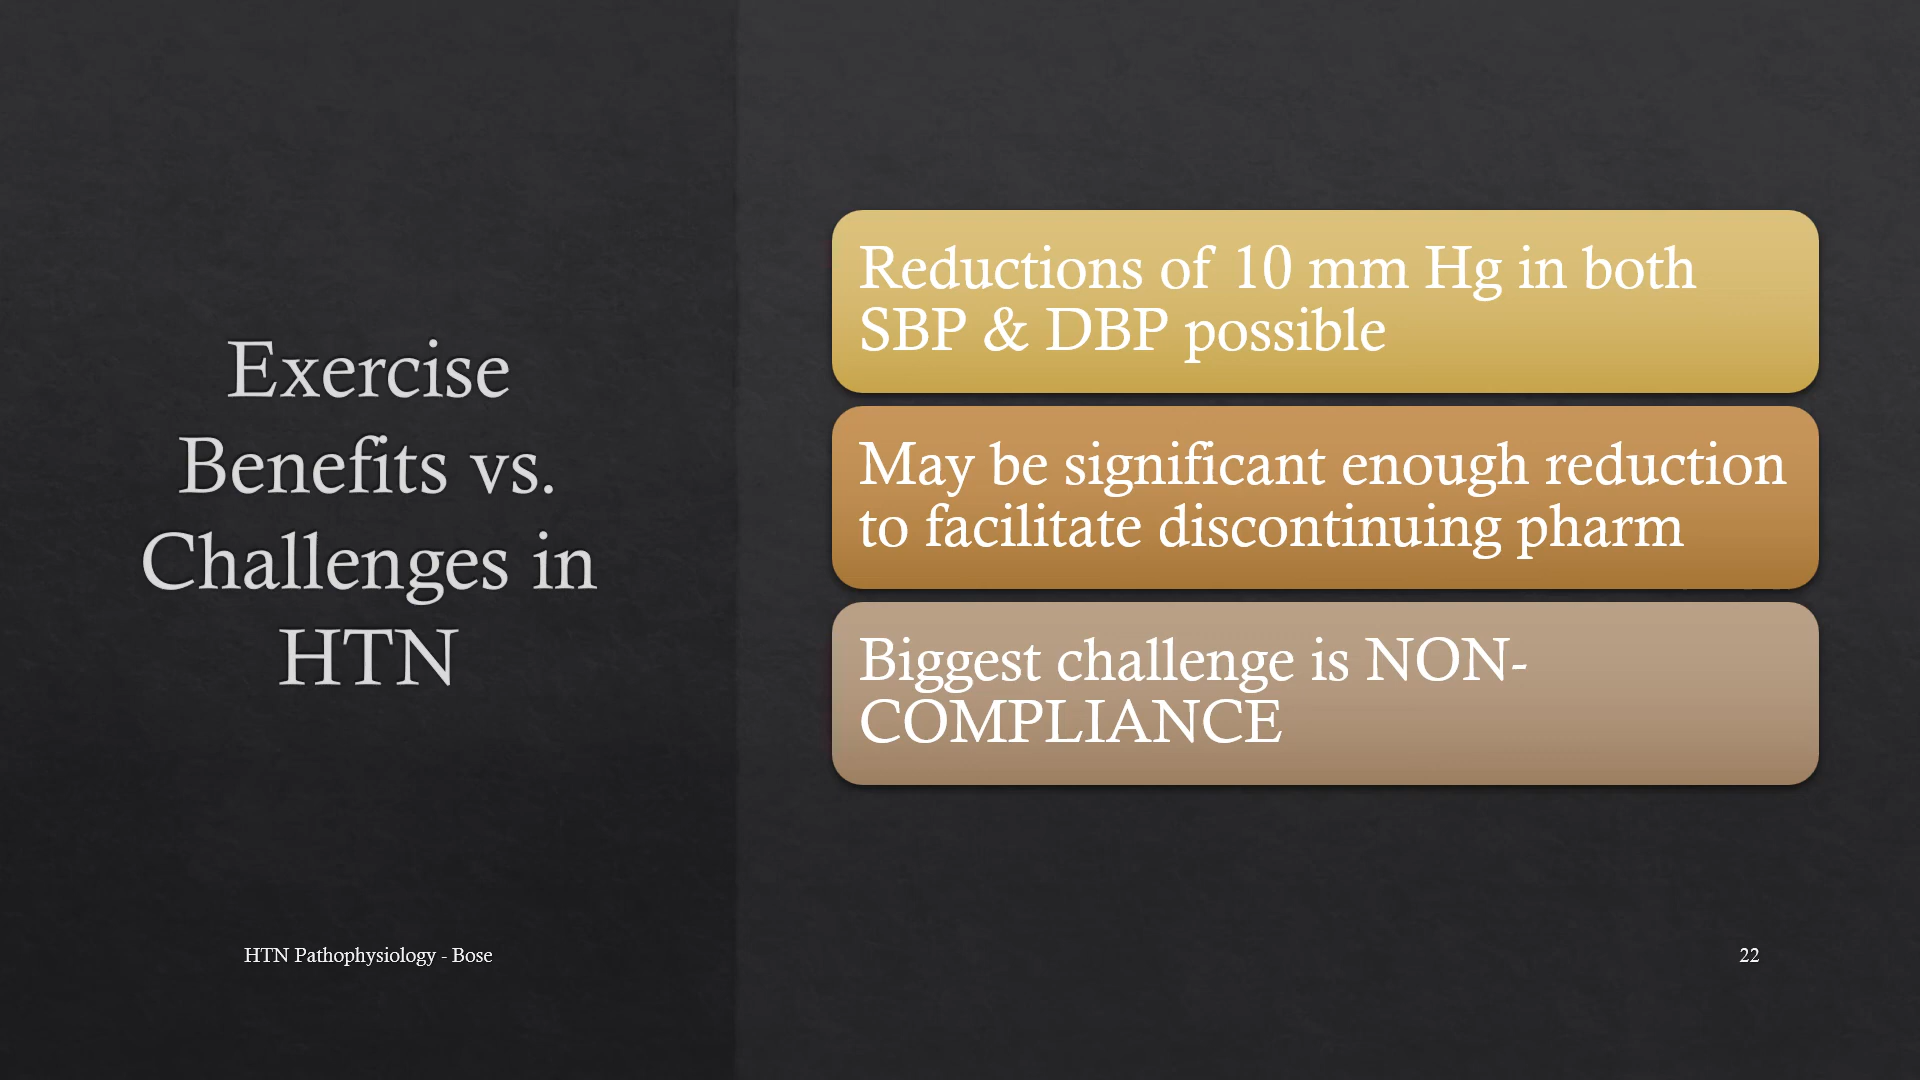 Exercise
Benefits vs.
Challenges in
HTN
Reductions of 10 mm Hg in both
SBP & DBP possible
May be significant enough reduction
to facilitate discontinuing pharm
Biggest challenge is NON-
COMPLIANCE
HTN Pathophysiology - Bose
22